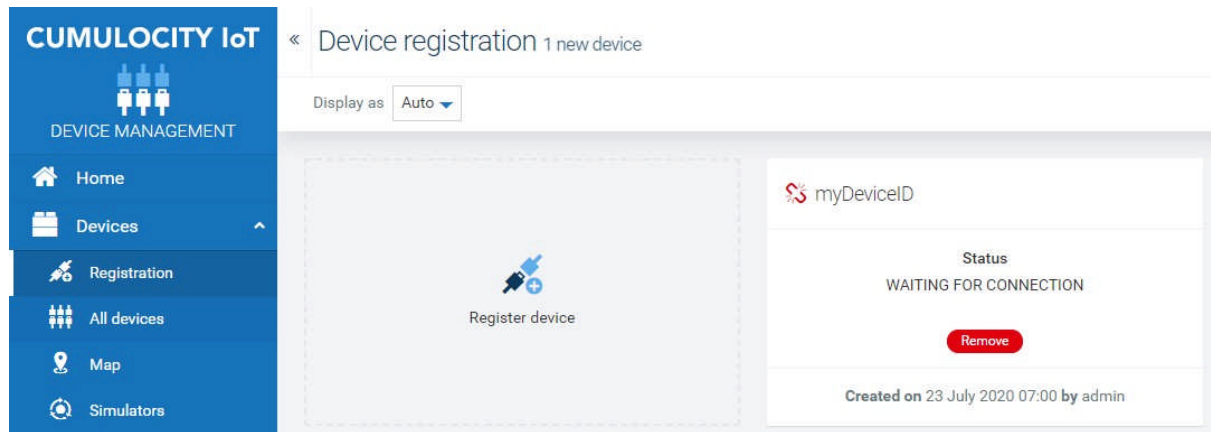 CUMULOCITY IoT
DEVICE MANAGEMENT
Home
Devices
Registration
All devices
Map
Simulators
« Device registration 1 new device
Display as Auto
Register device
myDeviceID
Status
WAITING FOR CONNECTION
Remove
Created on 23 July 2020 07:00 by admin